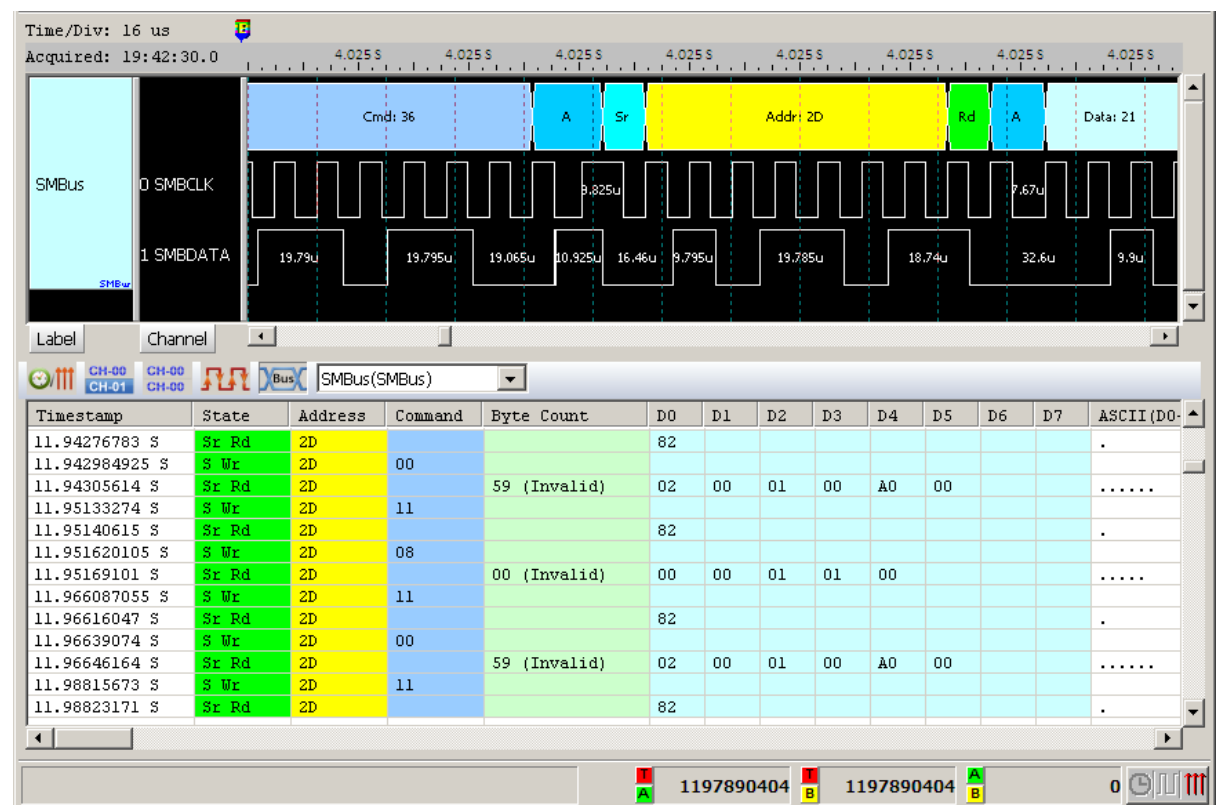 Time/Div: 16 us
B
Acquired: 19:42:30.0 4.025 S 4.025 S 4.025 S 4.025 S 4.025 S 4.025 S 4.025 S 4.025 S
Cmd: 36 A Sr Addr: 2D Rd A Data: 21
SMBus 0 SMBCLK 9.825u 7.67u
1 SMBDATA 19.79u 19.795u 19.065u 10.925u 16.46u 9.795u 19.785u 18.74u 32.6u 9.9u
Label Channel
CH-00 CH-00
CH-01 CH-00
Bus SMBus(SMBus)
Timestamp State Address Command Byte Count D0 D1 D2 D3 D4 D5 D6 D7 ASCII(D0-
11.94276783 S Sr Rd 2D 82 .
11.942984925 S S Wr 2D 00
11.94305614 S Sr Rd 2D 59 (Invalid) 02 00 01 00 A0 00 ......
11.95133274 S S Wr 2D 11
11.95140615 S Sr Rd 2D 82 .
11.951620105 S S Wr 2D 08
11.95169101 S Sr Rd 2D 00 (Invalid) 00 00 01 01 00 .....
11.966087055 S S Wr 2D 11
11.96616047 S Sr Rd 2D 82 .
11.96639074 S S Wr 2D 00
11.96646164 S Sr Rd 2D 59 (Invalid) 02 00 01 00 A0 00 ......
11.98815673 S S Wr 2D 11
11.98823171 S Sr Rd 2D 82 .
T A 1197890404 T B 1197890404 A B 0